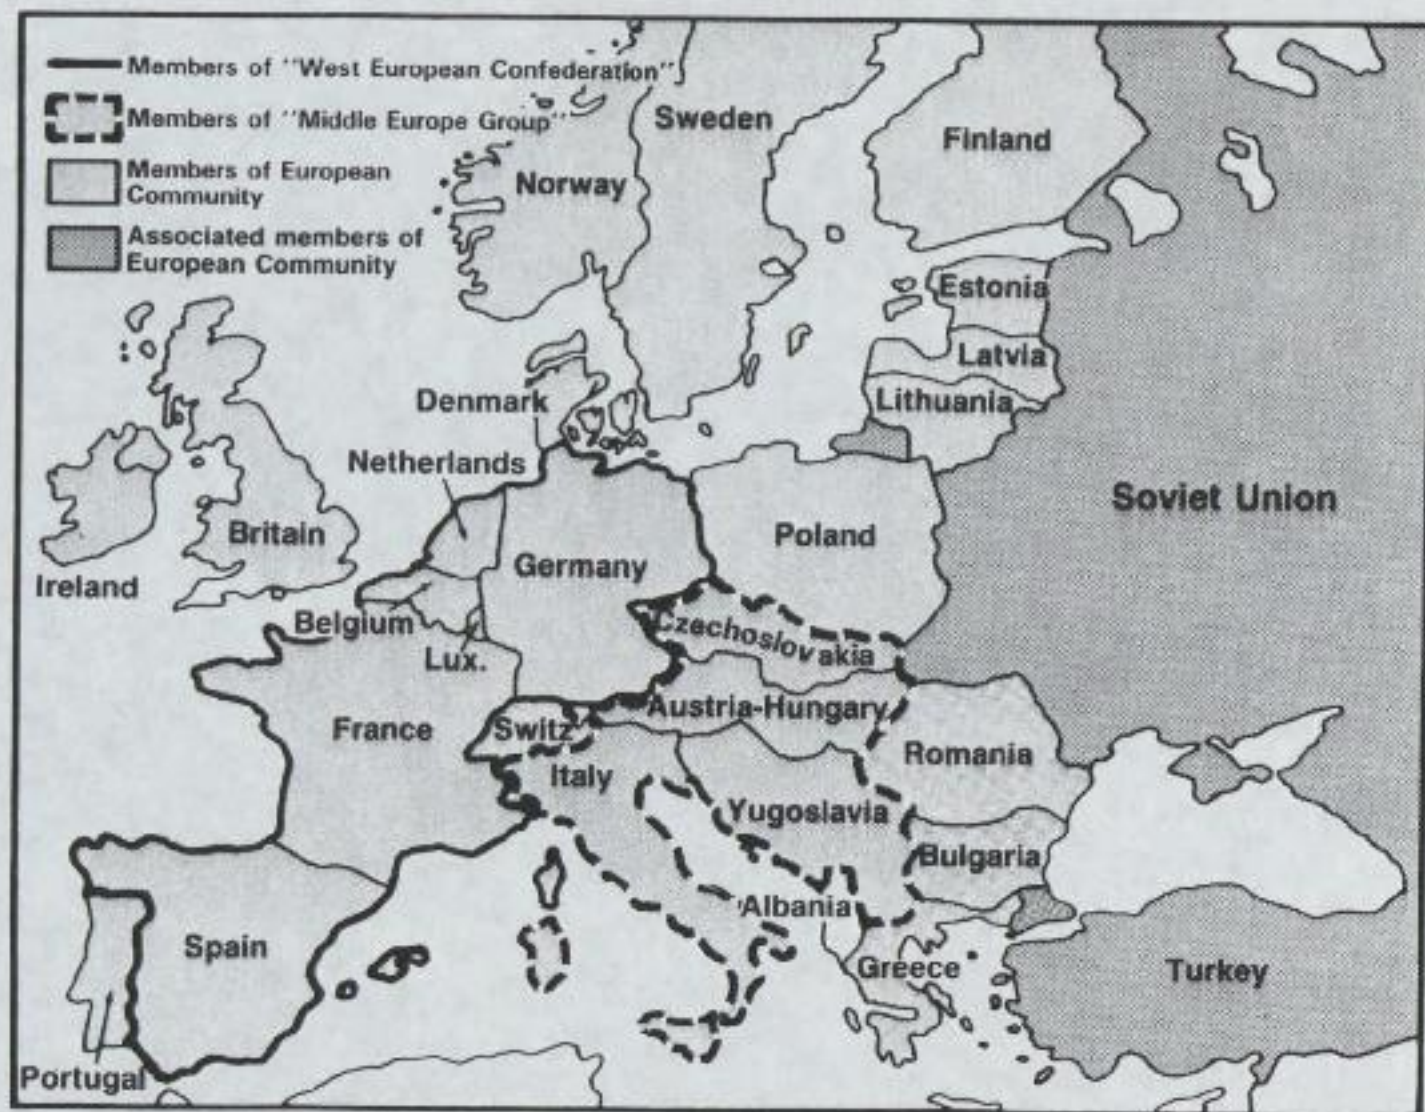 Members of "West European Confederation"
Members of "Middle Europe Group"
Members of European
Community
Associated members of
European Community
Sweden
Finland
Norway
Estonia
Latvia
Lithuania
Denmark
Netherlands
Soviet Union
Britain
Poland
Germany
Ireland
Belgium
Czechoslovakia
Lux.
Austria-Hungary
France
Switz
Romania
Italy
Yugoslavia
Bulgaria
Albania
Spain
Greece
Turkey
Portugal